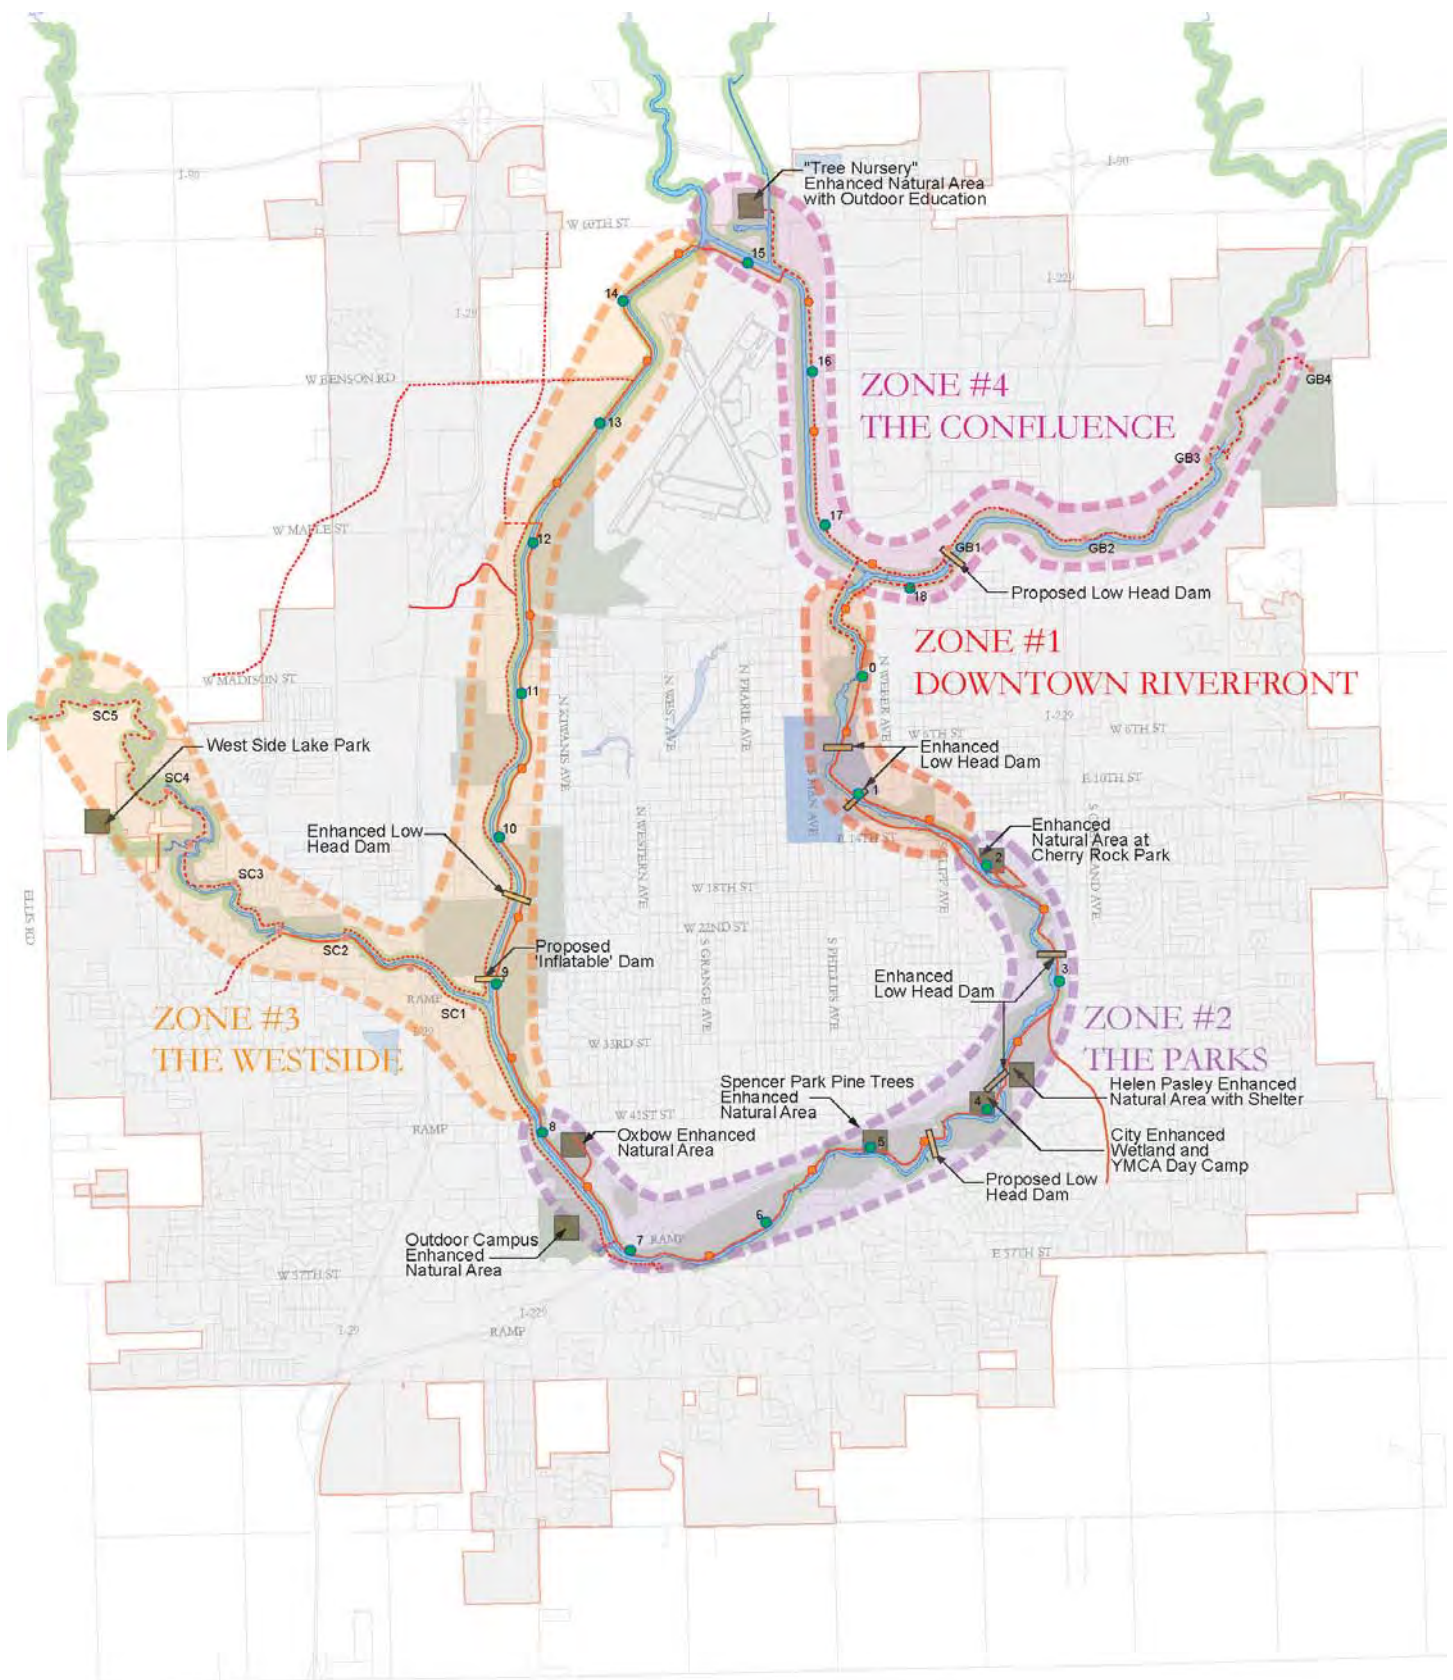 "Tree Nursery"
Enhanced Natural Area
with Outdoor Education
I-90
I-90
W 60TH ST
15
14
I-229
I-29
16
W BENSON RD
ZONE #4
THE CONFLUENCE
GB4
13
GB3
17
W MAPLE ST
12
GB1
GB2
18
Proposed Low Head Dam
ZONE #1
DOWNTOWN RIVERFRONT
0
W MADISON ST
11
N KIWANIS AVE
N WEST AVE
N PRARIE AVE
N WEBER AVE
SC5
I-229
W 6TH ST
W 6TH ST
West Side Lake Park
Enhanced
Low Head Dam
SC4
E 10TH ST
1
S MINN AVE
Enhanced Low
Head Dam
10
N WESTERN AVE
E 14TH ST
Enhanced
Natural Area at
Cherry Rock Park
2
S CLIFF AVE
SC3
W 18TH ST
ELLIS RD
W 22ND ST
SC2
Proposed
'Inflatable' Dam
9
S GRANGE AVE
S PHILLIPS AVE
Enhanced
Low Head Dam
3
RAMP
SC1
ZONE #3
THE WESTSIDE
ZONE #2
THE PARKS
W 33RD ST
Spencer Park Pine Trees
Enhanced
Natural Area
Helen Pasley Enhanced
Natural Area with Shelter
4
W 41ST ST
RAMP
8
Oxbow Enhanced
Natural Area
5
City Enhanced
Wetland and
YMCA Day Camp
Proposed Low
Head Dam
6
Outdoor Campus
Enhanced
Natural Area
7
RAMP
E 57TH ST
W 57TH ST
I-229
I-29
RAMP